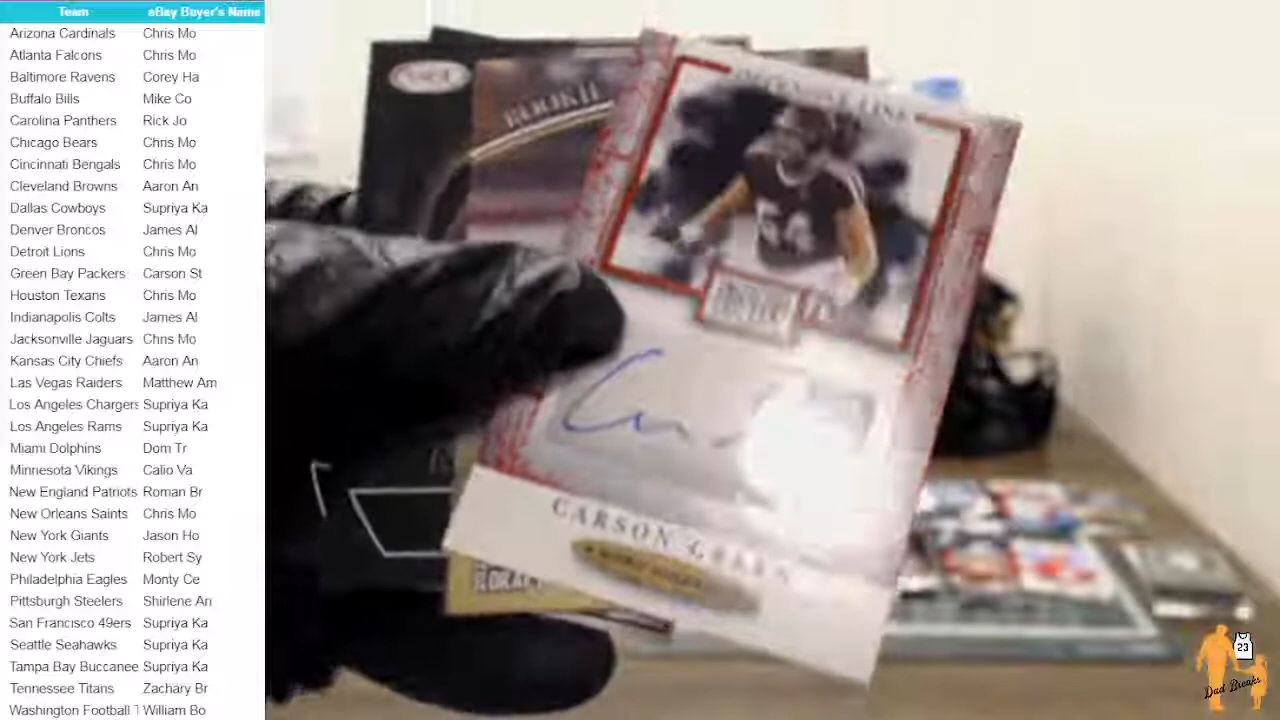 Team eBay Buyer's Name
Arizona Cardinals Chris Mo
Atlanta Falcons Chris Mo
Baltimore Ravens Corey Ha
Buffalo Bills Mike Co
Carolina Panthers Rick Jo
Chicago Bears Chris Mo
Cincinnati Bengals Chris Mo
Cleveland Browns Aaron An
Dallas Cowboys Supriya Ka
Denver Broncos James Al
Detroit Lions Chris Mo
Green Bay Packers Carson St
Houston Texans Chris Mo
Indianapolis Colts James Al
Jacksonville Jaguars Chris Mo
Kansas City Chiefs Aaron An
Las Vegas Raiders Matthew Am
Los Angeles Chargers Supriya Ka
Los Angeles Rams Supriya Ka
Miami Dolphins Dom Tr
Minnesota Vikings Calio Va
New England Patriots Roman Br
New Orleans Saints Chris Mo
New York Giants Jason Ho
New York Jets Robert Sy
Philadelphia Eagles Monty Ce
Pittsburgh Steelers Shirlene An
San Francisco 49ers Supriya Ka
Seattle Seahawks Supriya Ka
Tampa Bay Buccanee Supriya Ka
Tennessee Titans Zachary Br
Washington Football William Bo
ROOKIE
54
CARSON GREEN
23
Dad Breaks